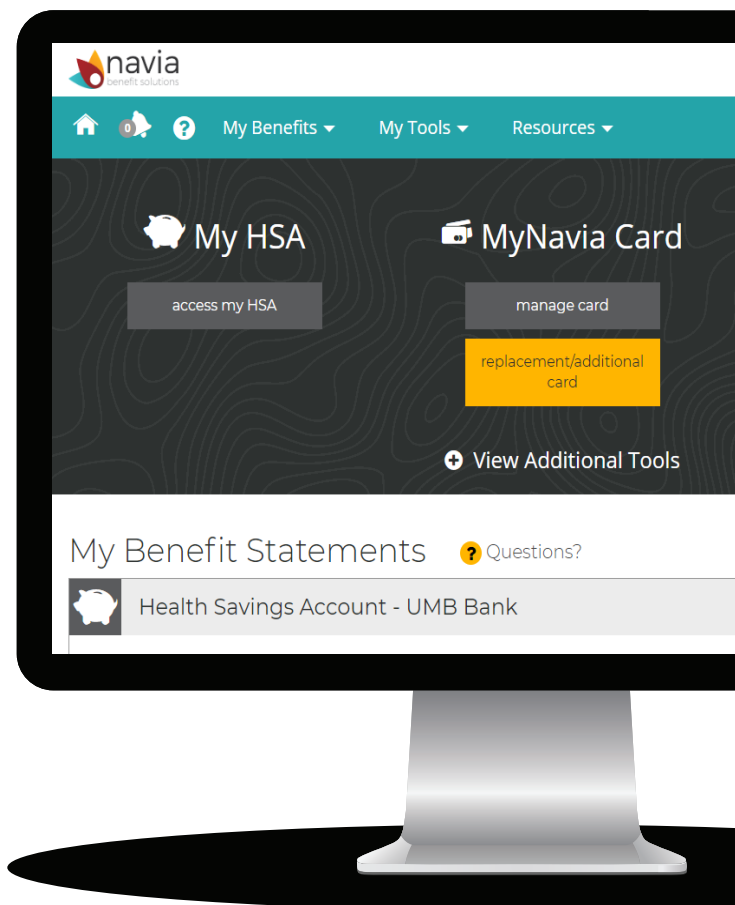 navia
benefit solutions
0
?
My Benefits
My Tools
Resources
My HSA
MyNavia Card
access my HSA
manage card
replacement/additional
card
View Additional Tools
My Benefit Statements
? Questions?
Health Savings Account - UMB Bank